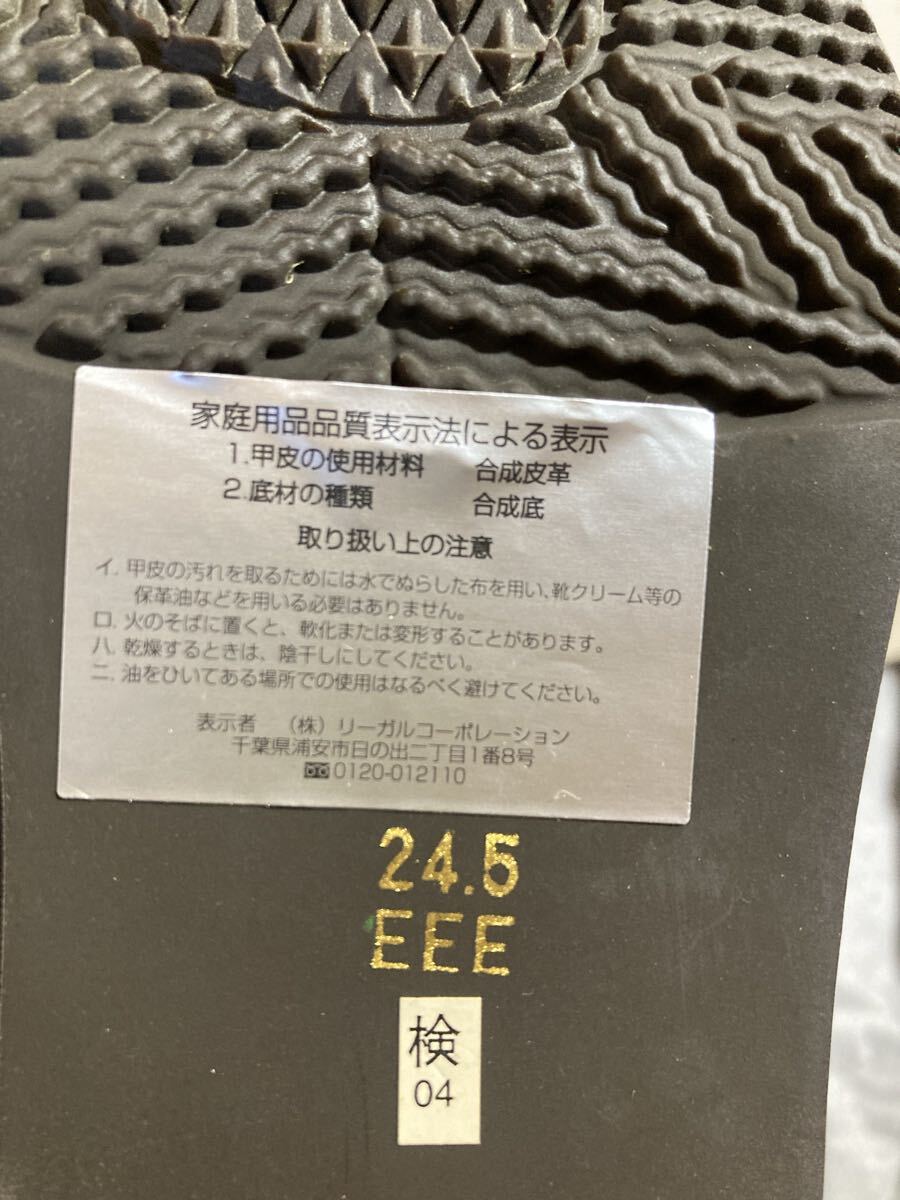 家庭用品品質表示法による表示
1.甲皮の使用材料 合成皮革
2.底材の種類 合成底
取り扱い上の注意
イ.甲皮の汚れを取るためには水でぬらした布を用い、靴クリーム等の
保革油などを用いる必要はありません。
ロ.火のそばに置くと、軟化または変形することがあります。
ハ.乾燥するときは、陰干しにしてください。
ニ.油をひいてある場所での使用はなるべく避けてください。
表示者 (株)リーガルコーポレーション
千葉県浦安市日の出二丁目1番8号
0120-012110
24.5
EEE
検
04